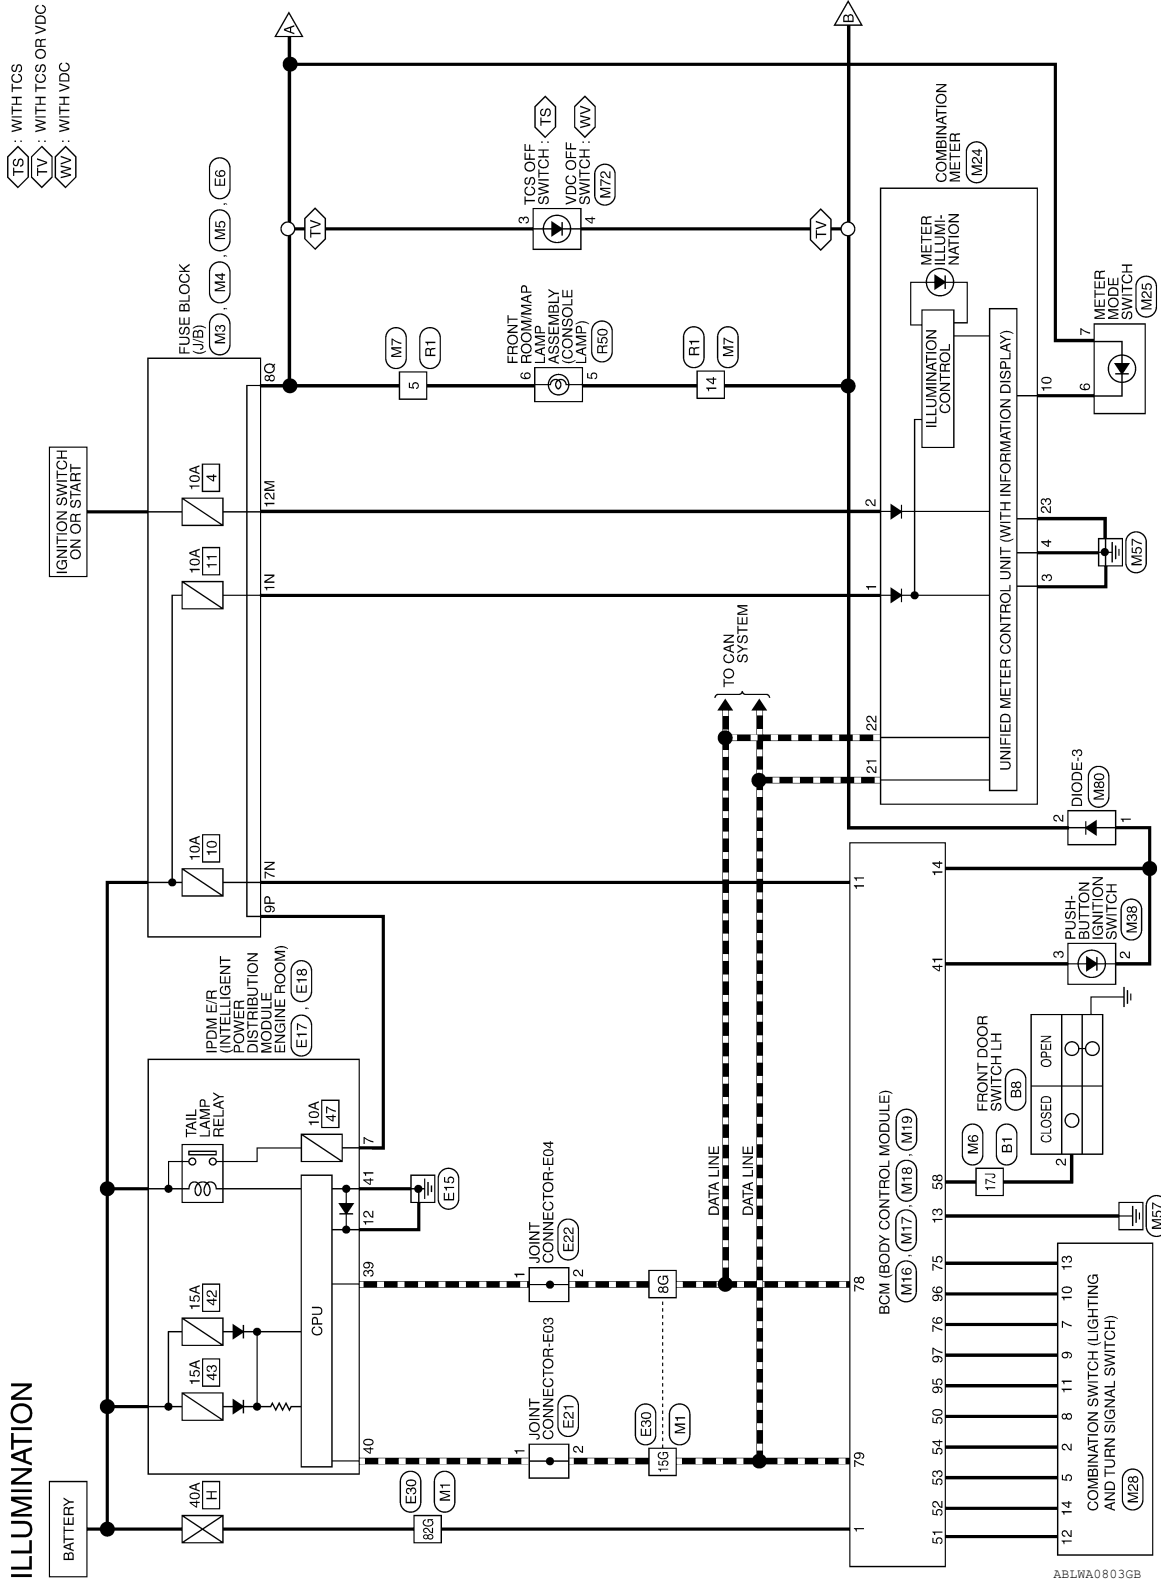 ILLUMINATION
BATTERY
IGNITION SWITCH
ON OR START
TS : WITH TCS
TV : WITH TCS OR VDC
WV : WITH VDC
40A
H
15A
43
15A
42
TAIL
LAMP
RELAY
10A
47
CPU
IPDM E/R
(INTELLIGENT
POWER
DISTRIBUTION
MODULE
ENGINE ROOM)
E17 , E18
40
39
12
41
7
E15
10A
10
10A
11
10A
4
FUSE BLOCK
(J/B)
M3 , M4 , M5 , E6
9P
7N
1N
12M
8Q
A
82G
E30
M1
JOINT
CONNECTOR-E03
E21
1
2
JOINT
CONNECTOR-E04
E22
1
2
15G
E30
M1
8G
DATA LINE
DATA LINE
TO CAN
SYSTEM
5
M7
R1
FRONT
ROOM/MAP
LAMP
ASSEMBLY
(CONSOLE
LAMP)
R50
6
5
14
R1
M7
TV
TCS OFF
SWITCH : TS
VDC OFF
SWITCH : WV
M72
3
4
TV
B
1
79
78
11
BCM (BODY CONTROL MODULE)
M16 , M17 , M18 , M19
51
52
53
54
50
95
97
76
96
75
13
58
41
14
12
14
5
2
8
11
9
7
10
13
COMBINATION SWITCH (LIGHTING
AND TURN SIGNAL SWITCH)
M28
M57
17J
M6
B1
FRONT DOOR
SWITCH LH
B8
2
CLOSED
OPEN
PUSH-
BUTTON
IGNITION
SWITCH
M38
3
2
DIODE-3
M80
2
1
21
22
1
2
COMBINATION
METER
M24
ILLUMINATION
CONTROL
METER
ILLUMI-
NATION
UNIFIED METER CONTROL UNIT (WITH INFORMATION DISPLAY)
3
4
23
10
M57
6
7
METER
MODE
SWITCH
M25
ABLWA0803GB